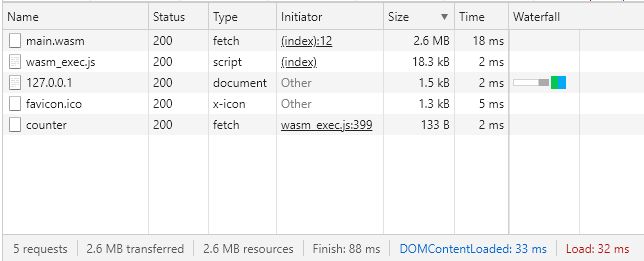 Name Status Type Initiator Size ▼ Time Waterfall
main.wasm 200 fetch (index):12 2.6 MB 18 ms
wasm_exec.js 200 script (index) 18.3 kB 2 ms
127.0.0.1 200 document Other 1.5 kB 2 ms
favicon.ico 200 x-icon Other 1.3 kB 5 ms
counter 200 fetch wasm_exec.js:399 133 B 2 ms
5 requests 2.6 MB transferred 2.6 MB resources Finish: 88 ms DOMContentLoaded: 33 ms Load: 32 ms